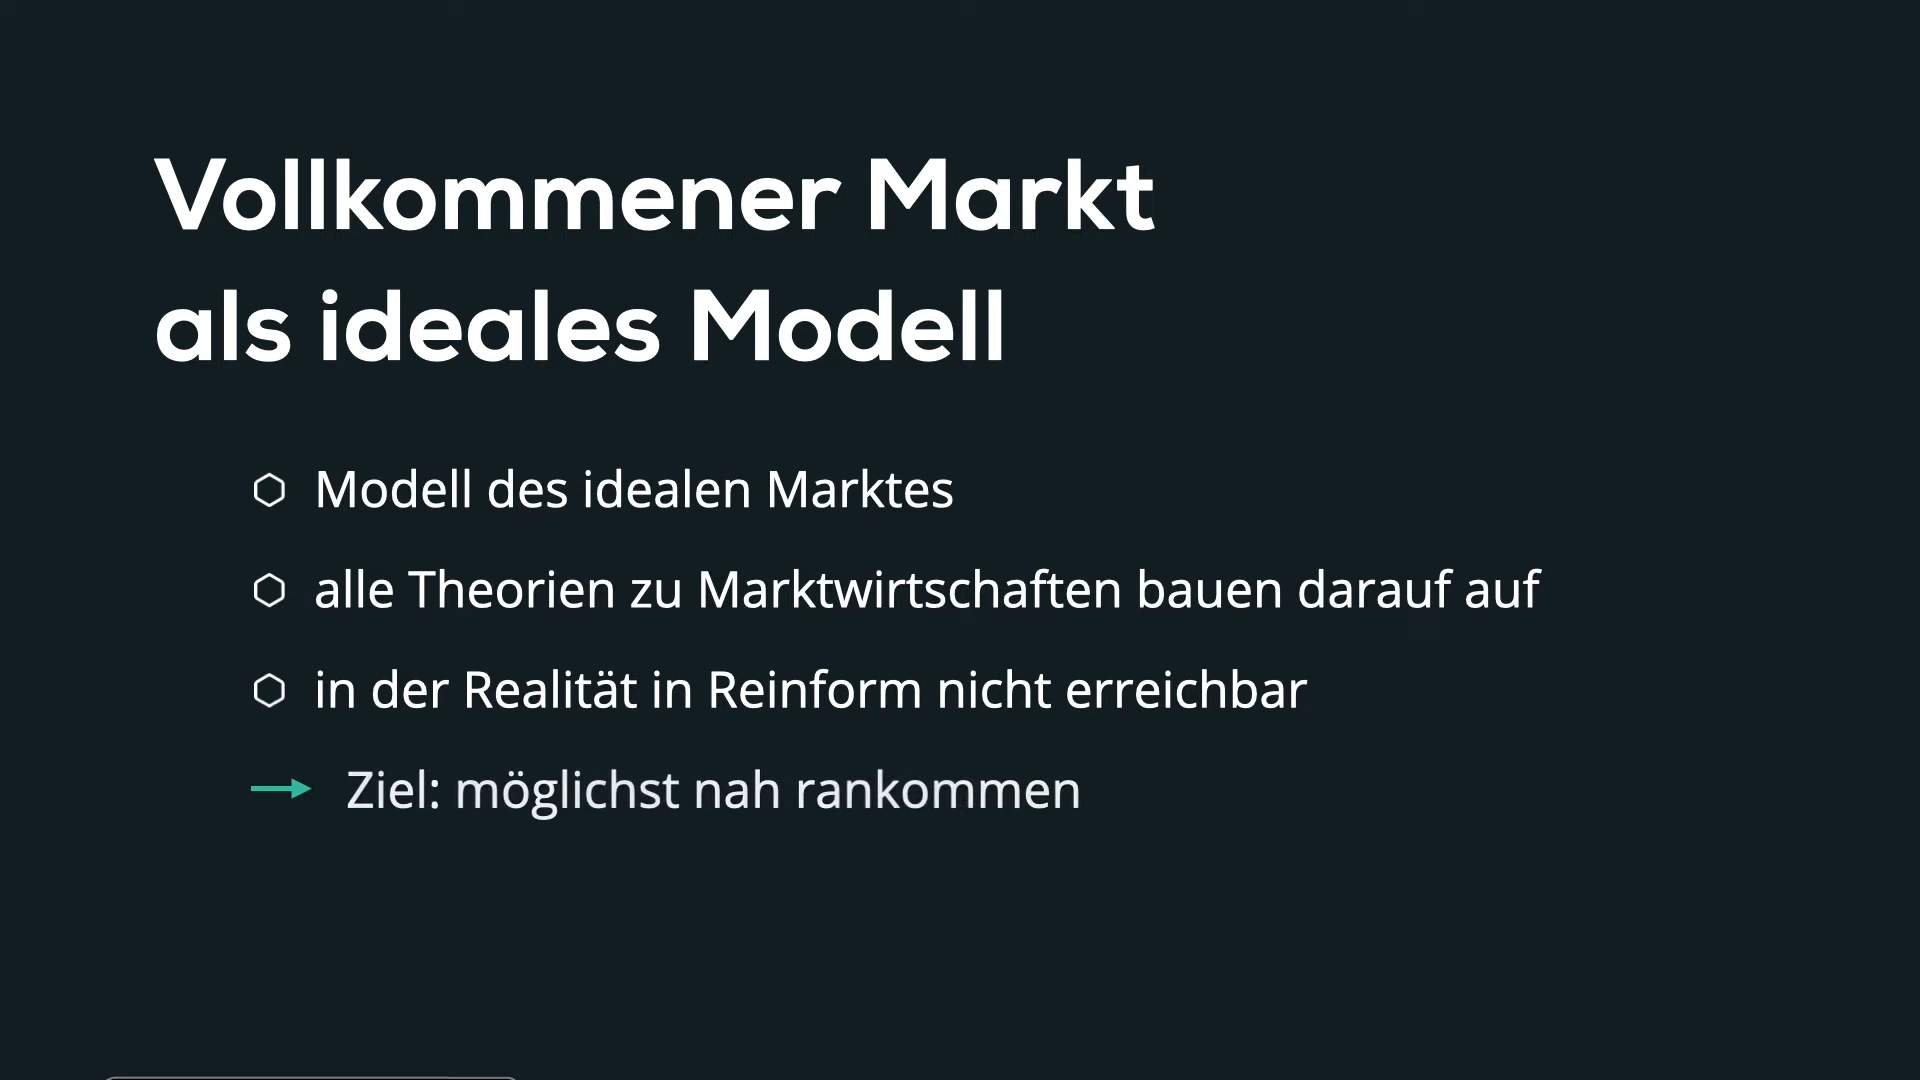 Vollkommener Markt
als ideales Modell
Modell des idealen Marktes
alle Theorien zu Marktwirtschaften bauen darauf auf
in der Realität in Reinform nicht erreichbar
Ziel: möglichst nah rankommen